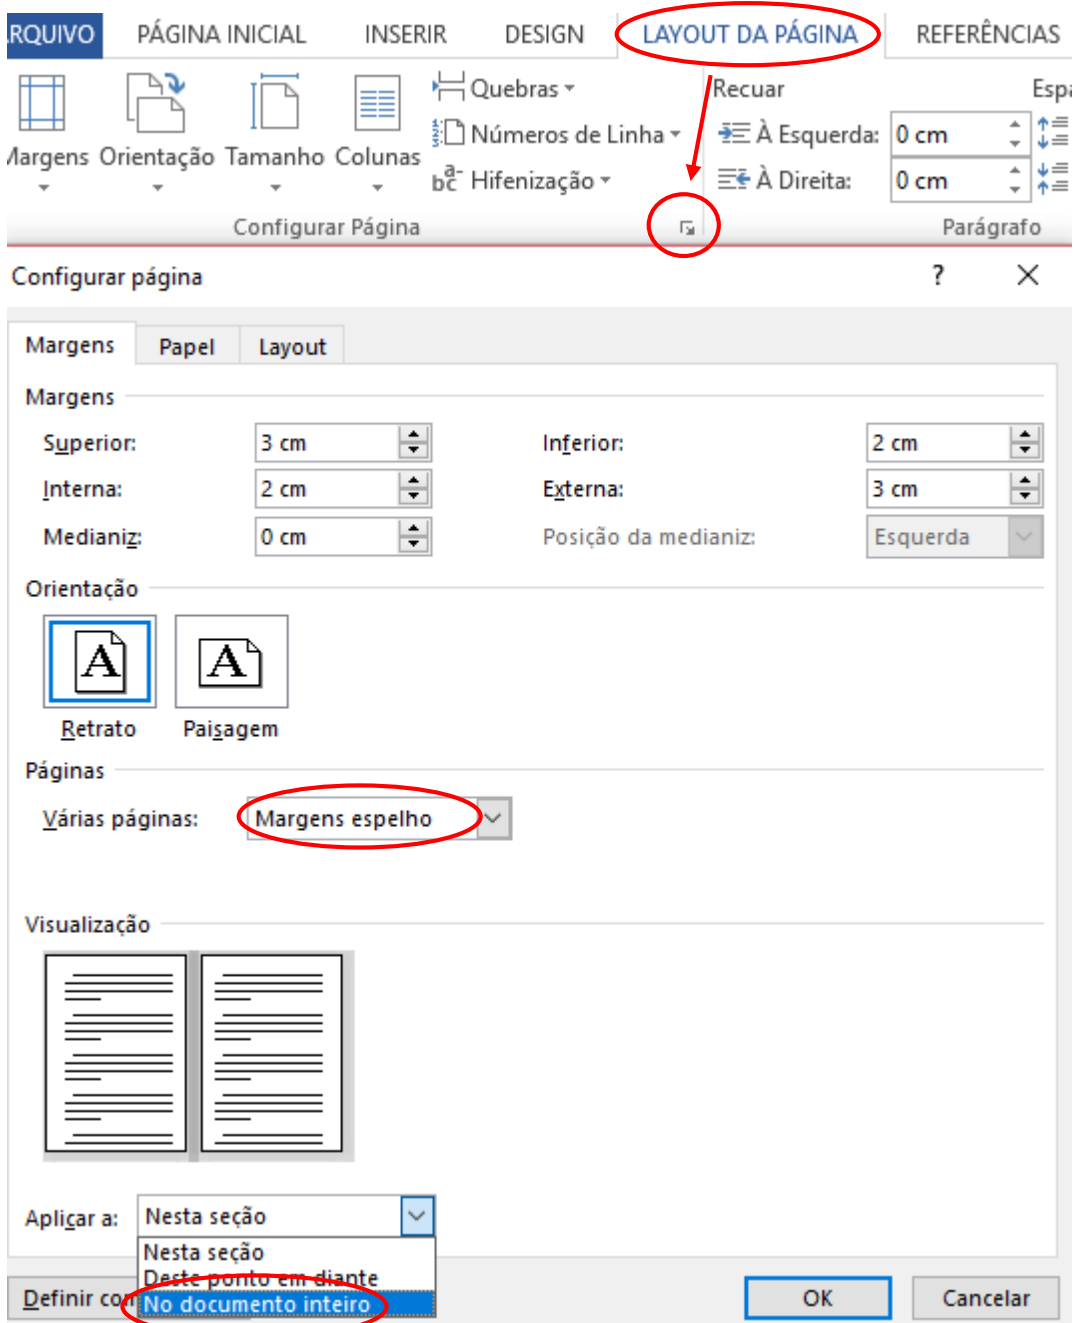 RQUIVO PÁGINA INICIAL INSERIR DESIGN LAYOUT DA PÁGINA REFERÊNCIAS
Quebras Recuar Espa
Números de Linha À Esquerda: 0 cm
Margens Orientação Tamanho Colunas
Hifenização À Direita: 0 cm
Configurar Página Parágrafo
Configurar página ? X
Margens Papel Layout
Margens
Superior: 3 cm Inferior: 2 cm
Interna: 2 cm Externa: 3 cm
Medianiz: 0 cm Posição da medianiz: Esquerda
Orientação
A A
Retrato Paisagem
Páginas
Várias páginas: Margens espelho
Visualização
Aplicar a: Nesta seção
Nesta seção
Deste ponto em diante
Definir com No documento inteiro OK Cancelar